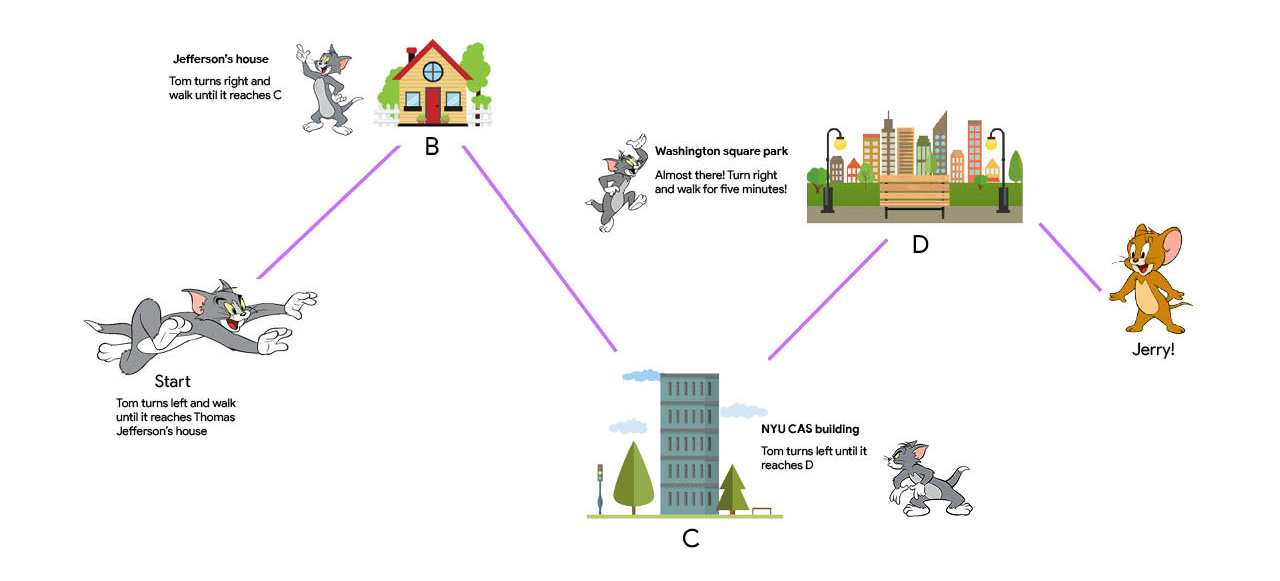 Jefferson's house
Tom turns right and
walk until it reaches C
B
Washington square park
Almost there! Turn right
and walk for five minutes!
D
Start
Tom turns left and walk
until it reaches Thomas
Jefferson's house
Jerry!
NYU CAS building
Tom turns left until it
reaches D
C